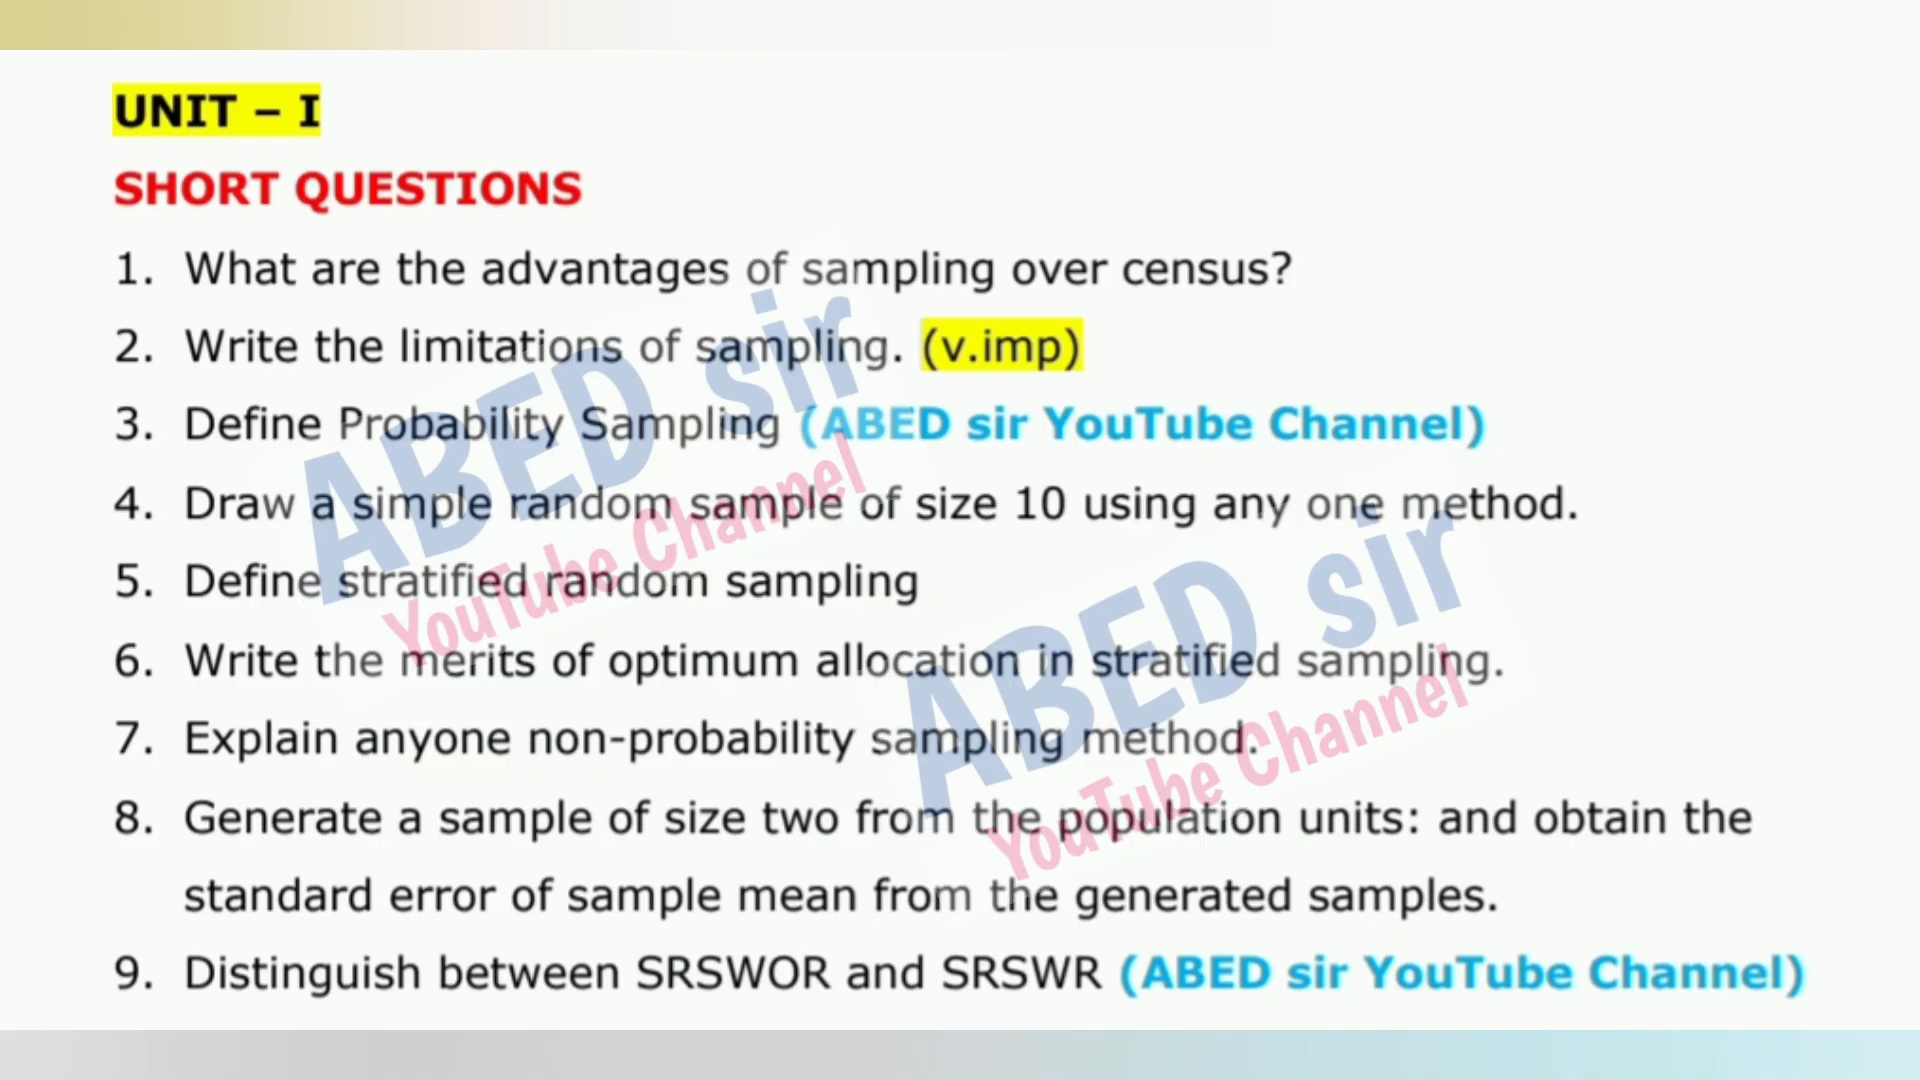 UNIT – I
SHORT QUESTIONS
1. What are the advantages of sampling over census?
2. Write the limitations of sampling. (v.imp)
3. Define Probability Sampling (ABED sir YouTube Channel)
4. Draw a simple random sample of size 10 using any one method.
5. Define stratified random sampling
6. Write the merits of optimum allocation in stratified sampling.
7. Explain anyone non-probability sampling method.
8. Generate a sample of size two from the population units: and obtain the
standard error of sample mean from the generated samples.
9. Distinguish between SRSWOR and SRSWR (ABED sir YouTube Channel)
ABED sir
YouTube Channel
ABED sir
YouTube Channel